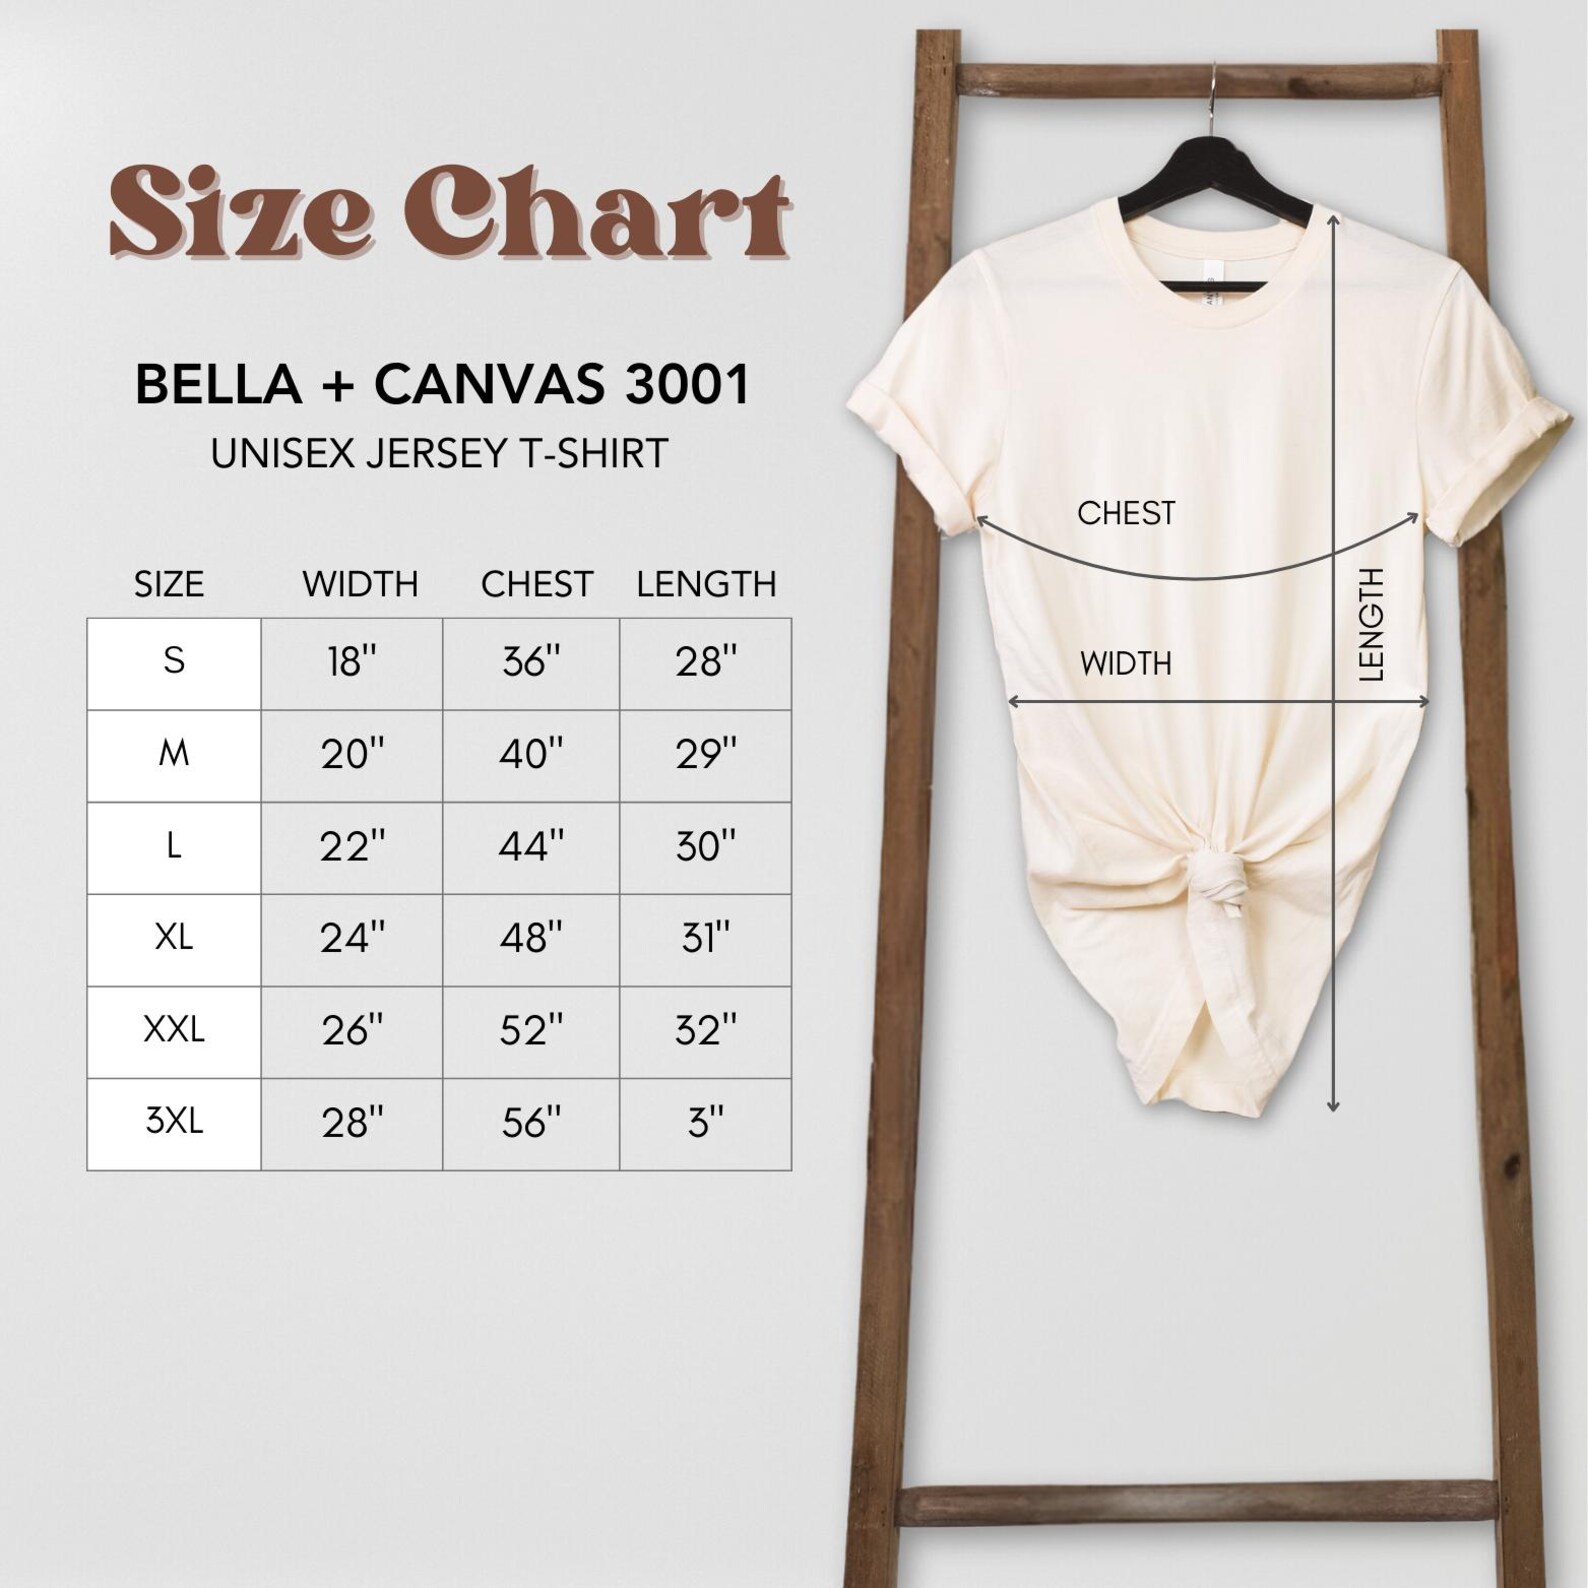 Size Chart
BELLA + CANVAS 3001
UNISEX JERSEY T-SHIRT
SIZE WIDTH CHEST LENGTH
S 18" 36" 28"
M 20" 40" 29"
L 22" 44" 30"
XL 24" 48" 31"
XXL 26" 52" 32"
3XL 28" 56" 3"
CHEST
WIDTH
LENGTH